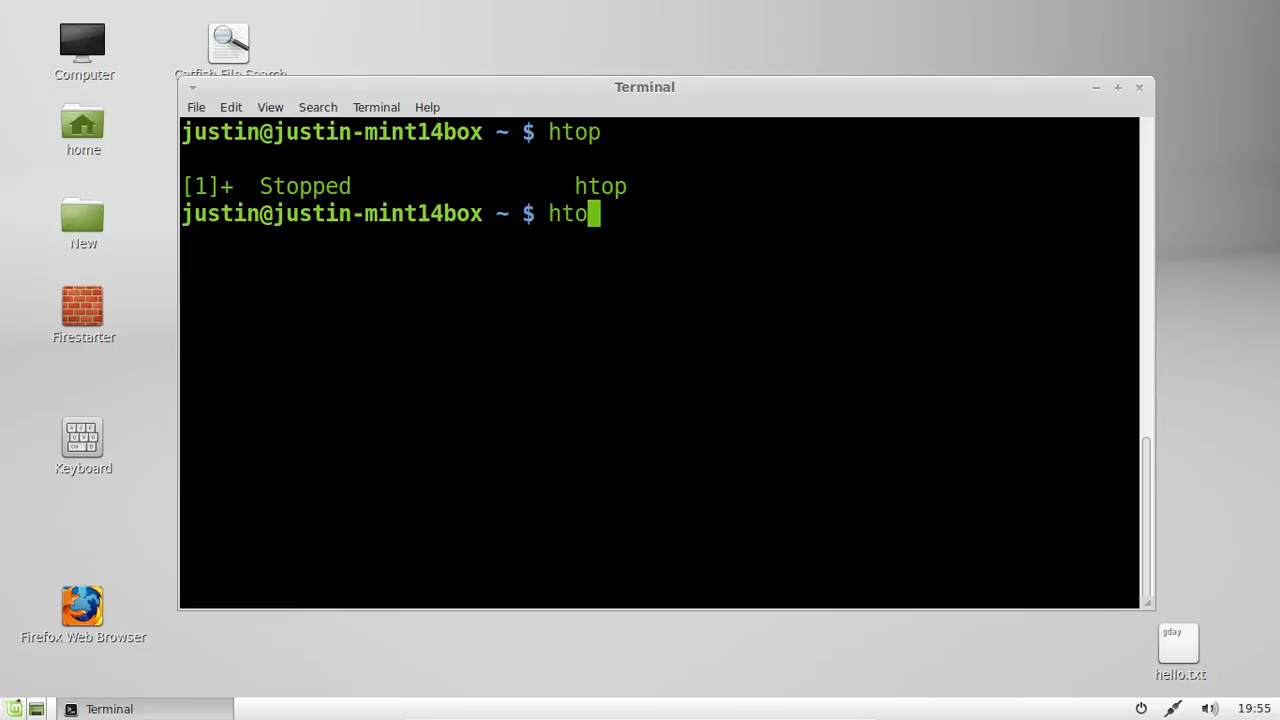 Computer
Catfish File Search
home
New
Firestarter
Keyboard
Firefox Web Browser
Terminal
File Edit View Search Terminal Help
justin@justin-mint14box ~ $ htop
[1]+  Stopped                 htop
justin@justin-mint14box ~ $ hto
gday
hello.txt
Terminal
19:55